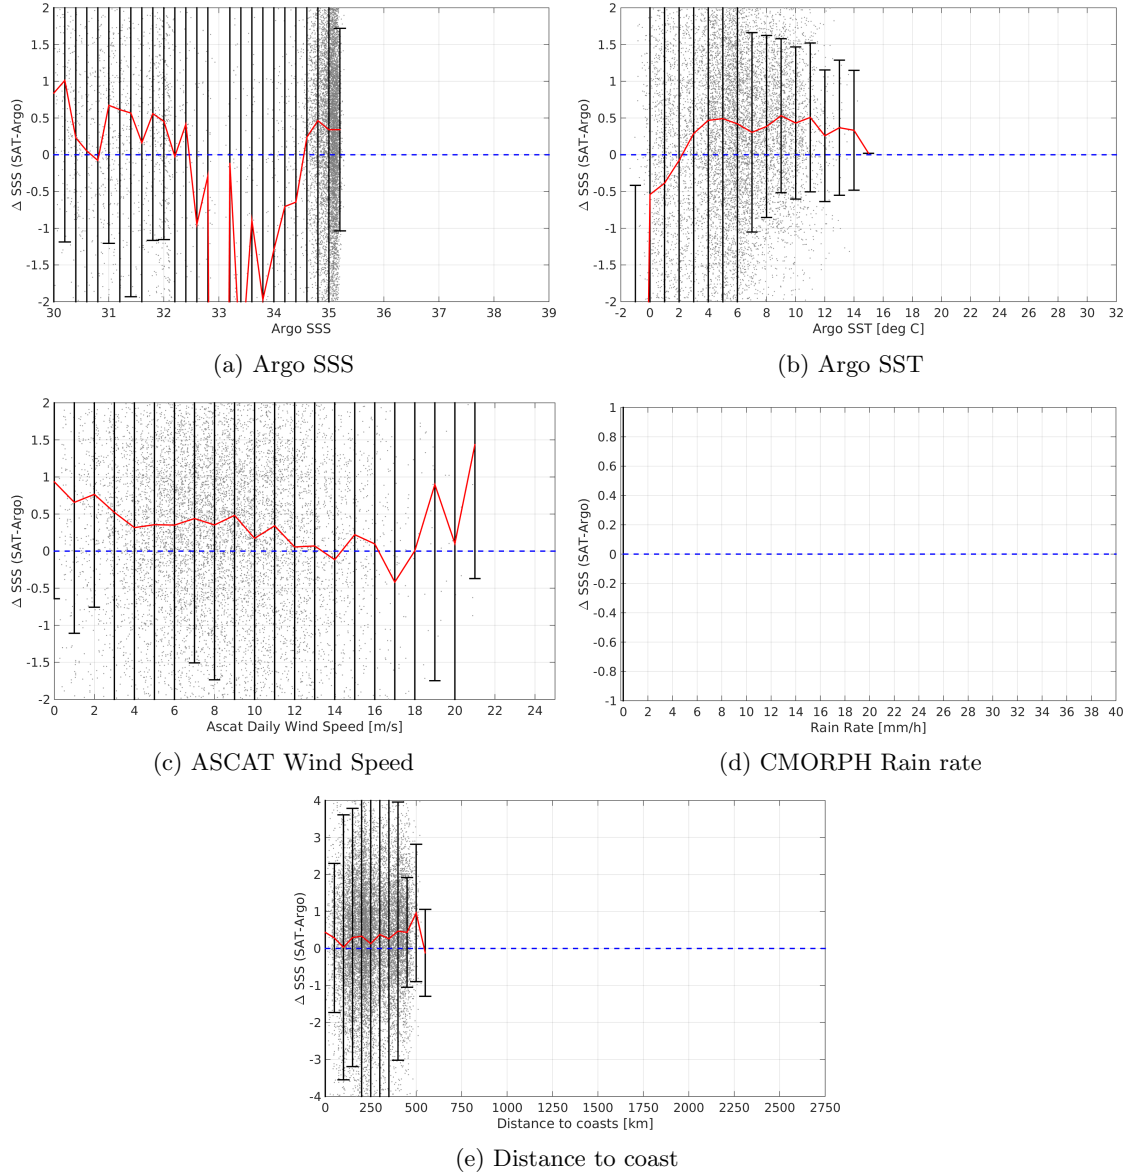 2
1.5
1
0.5
0
-0.5
-1
-1.5
-2
Δ SSS (SAT-Argo)
30 31 32 33 34 35 36 37 38 39
Argo SSS
(a) Argo SSS
2
1.5
1
0.5
0
-0.5
-1
-1.5
-2
Δ SSS (SAT-Argo)
-2 0 2 4 6 8 10 12 14 16 18 20 22 24 26 28 30 32
Argo SST [deg C]
(b) Argo SST
2
1.5
1
0.5
0
-0.5
-1
-1.5
-2
Δ SSS (SAT-Argo)
0 2 4 6 8 10 12 14 16 18 20 22 24
Ascat Daily Wind Speed [m/s]
(c) ASCAT Wind Speed
1
0.8
0.6
0.4
0.2
0
-0.2
-0.4
-0.6
-0.8
-1
Δ SSS (SAT-Argo)
0 2 4 6 8 10 12 14 16 18 20 22 24 26 28 30 32 34 36 38 40
Rain Rate [mm/h]
(d) CMORPH Rain rate
4
3
2
1
0
-1
-2
-3
-4
Δ SSS (SAT-Argo)
0 250 500 750 1000 1250 1500 1750 2000 2250 2500 2750
Distance to coasts [km]
(e) Distance to coast